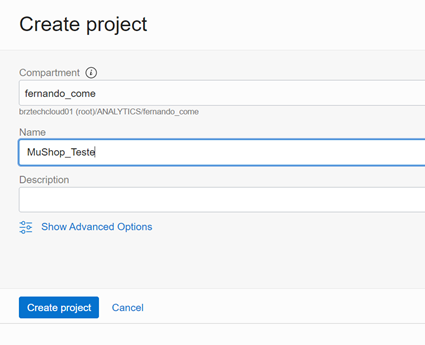 Create project
Compartment
fernando_come
brztechcloud01 (root)/ANALYTICS/fernando_come
Name
MuShop_Teste
Description
Show Advanced Options
Create project Cancel